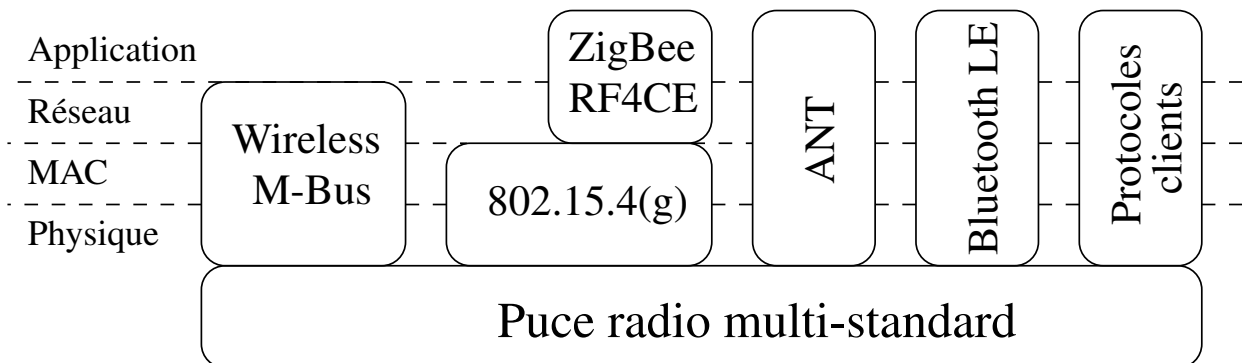 Application
Réseau
MAC
Physique
Wireless
M-Bus
ZigBee
RF4CE
802.15.4(g)
ANT
Bluetooth LE
Protocoles
clients
Puce radio multi-standard